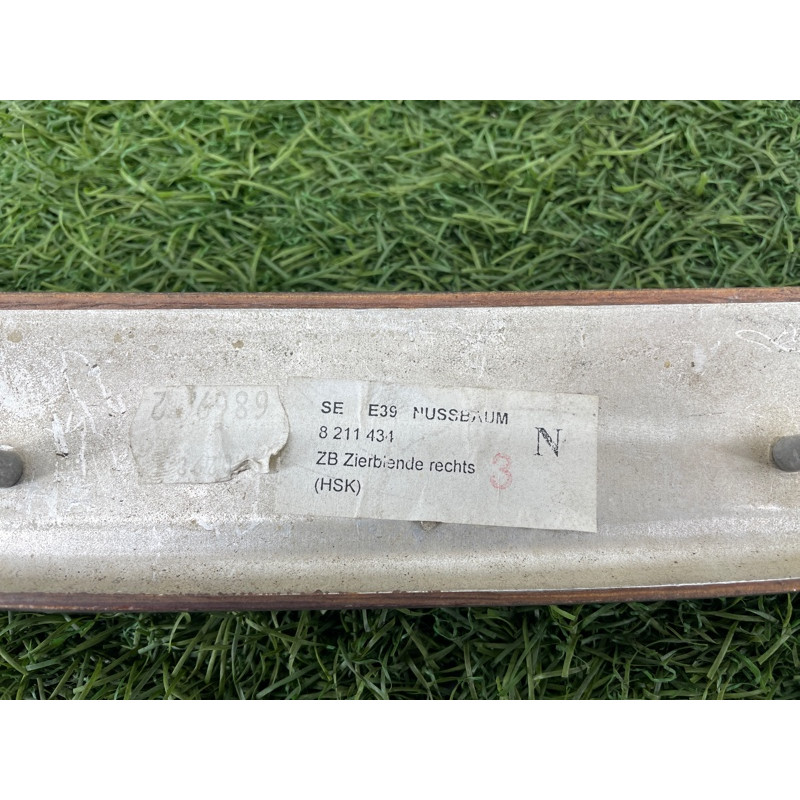 SE E39 NUSSBAUM
8 211 434
ZB Zierblende rechts
(HSK)
N
3